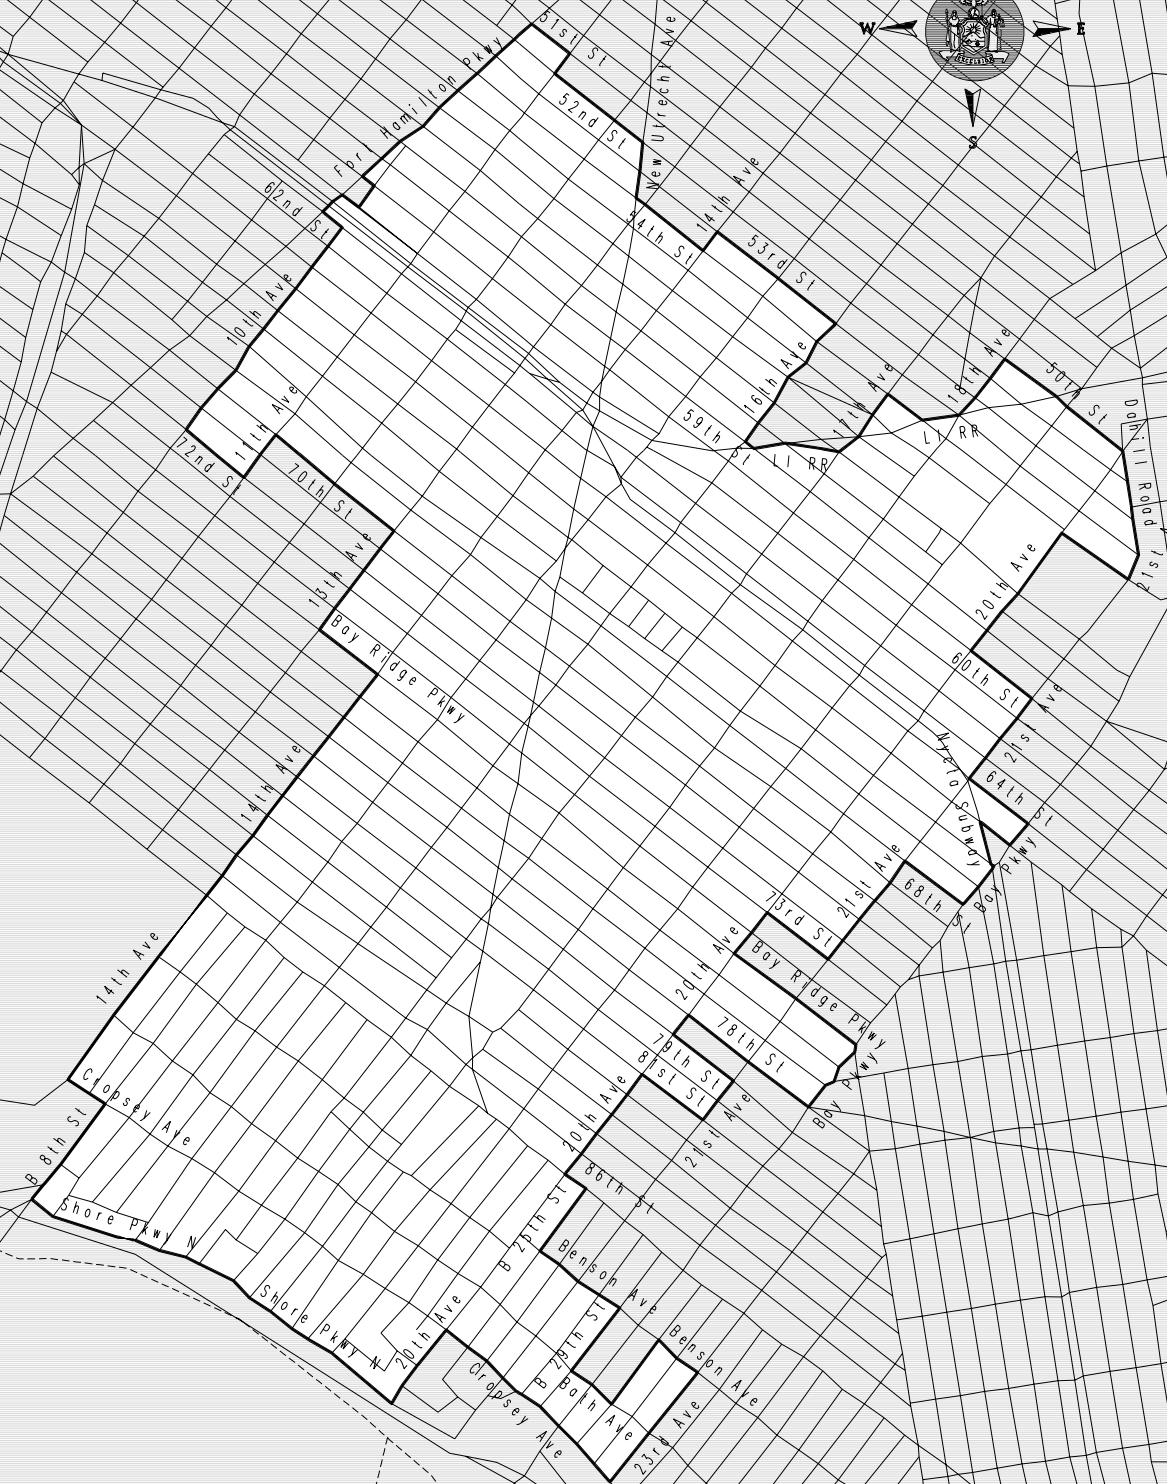 51st St
W
E
S
New Utrecht Ave
Fort Hamilton Pkwy
52nd St
62nd St
54th St
14th Ave
53rd St
10th Ave
16th Ave
17th Ave
18th Ave
50th St
LI RR
LI RR
59th St
Dahill Road
11th Ave
72nd St
70th St
21st
20th Ave
13th Ave
Bay Ridge Pkwy
60th St
21st Ave
14th Ave
Nycta Subway
64th St
Bay Pkwy
21st Ave
68th St
73rd St
20th Ave
Bay Ridge Pkwy
14th Ave
78th St
79th St
81st St
Bay Pkwy
Cropsey Ave
20th Ave
21st Ave
B 8th St
86th St
Shore Pkwy N
B 25th St
Benson Ave
Shore Pkwy N
20th Ave
B 29th St
Benson Ave
Bath Ave
Cropsey Ave
23rd Ave